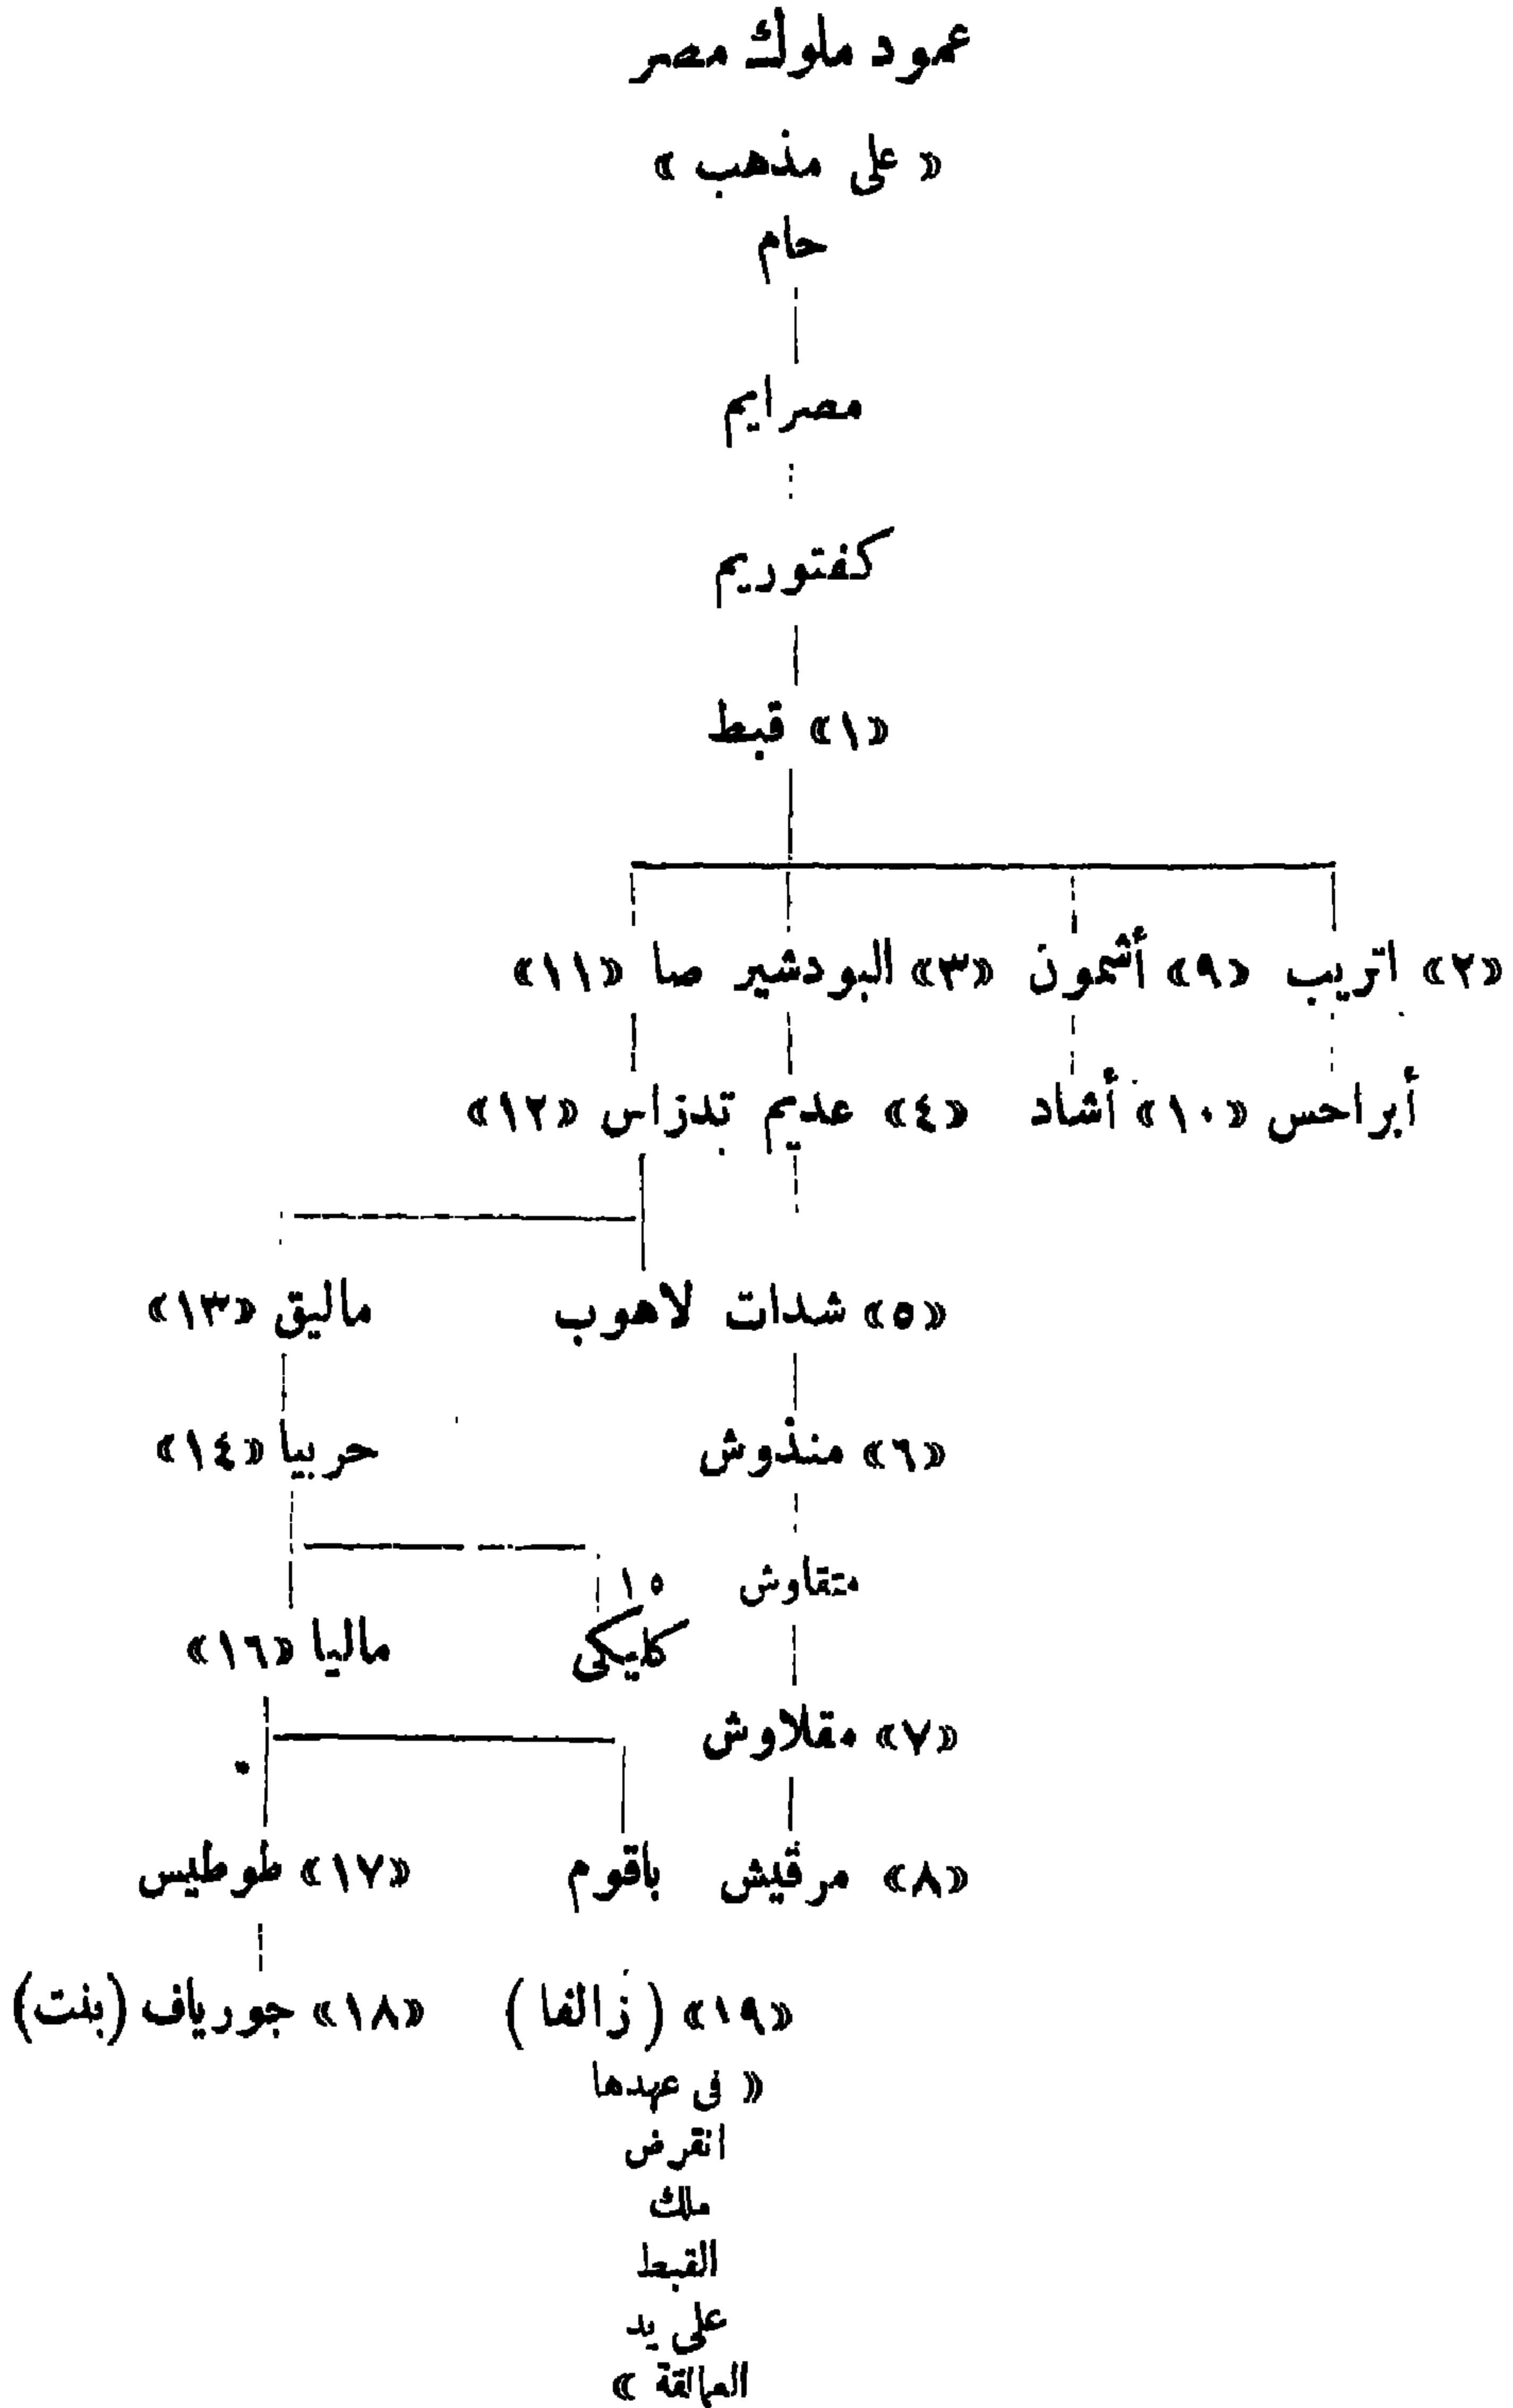 عمود ملوك مصر
« على مذهب »
حام
مصرايم
كفتوريم
«١» قبط
«٢» اتريب «٩» أشمون «٣» البودشير صا «١١»
أبراحس «١٠» أشاد «٤» عديم تدزاس «١٢»
«٥» شدات لاهوب ماليق «١٣»
«٦» منذوش حربيا «١٤»
متقاوش ١٥
كليكى ماليا «١٦»
«٧» مقلاوش
«٨» مرقيش باقوم «١٧» طوطيس
«١٩» (زالفا) «١٨» جورياف (بنت)
« فى عهدها
انقرض
ملك
القبط
على يد
العمالقة »